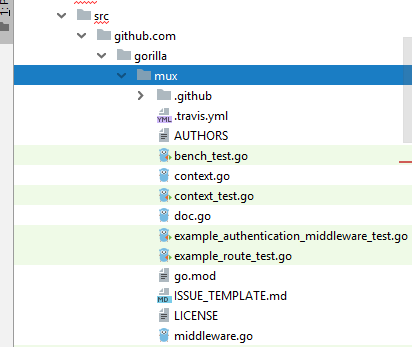 src
github.com
gorilla
mux
.github
.travis.yml
AUTHORS
bench_test.go
context.go
context_test.go
doc.go
example_authentication_middleware_test.go
example_route_test.go
go.mod
ISSUE_TEMPLATE.md
LICENSE
middleware.go